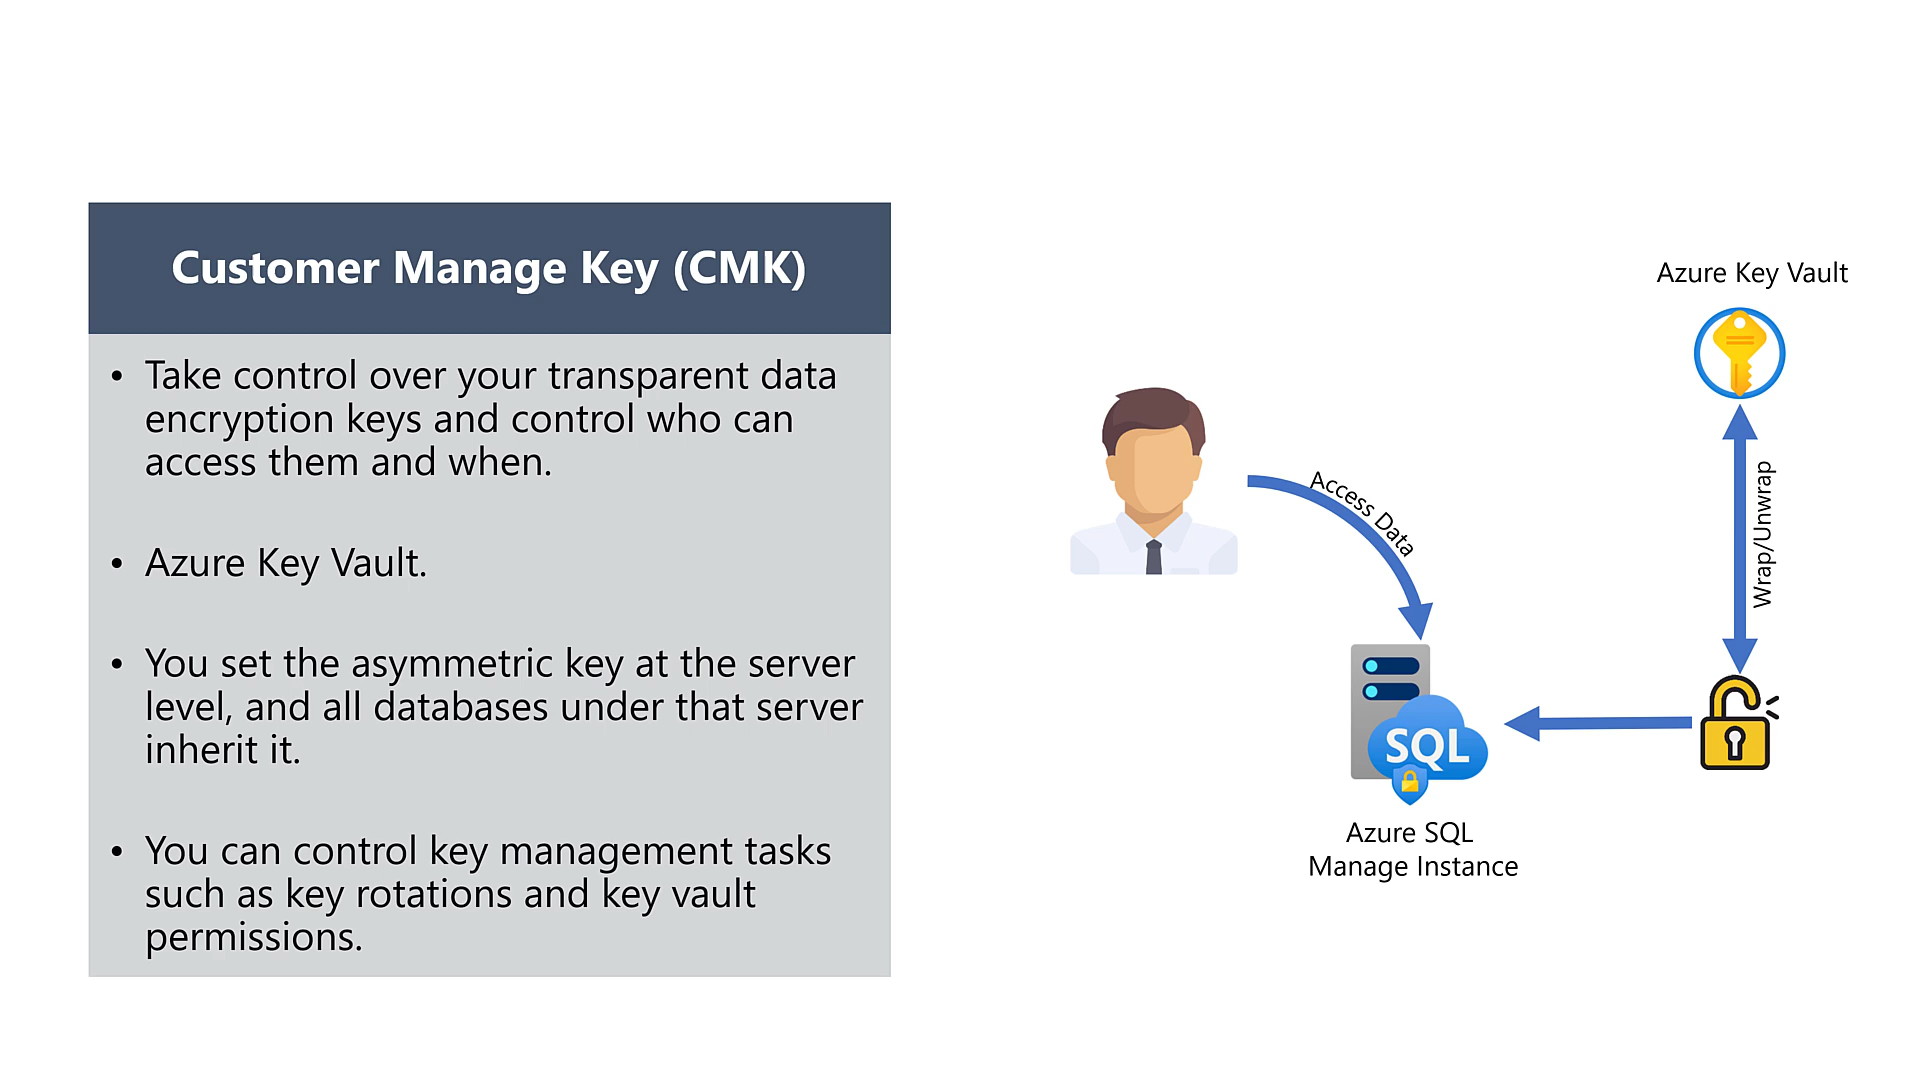 Customer Manage Key (CMK)
• Take control over your transparent data
encryption keys and control who can
access them and when.
• Azure Key Vault.
• You set the asymmetric key at the server
level, and all databases under that server
inherit it.
• You can control key management tasks
such as key rotations and key vault
permissions.
Azure Key Vault
Access Data
Wrap/Unwrap
SQL
Azure SQL
Manage Instance